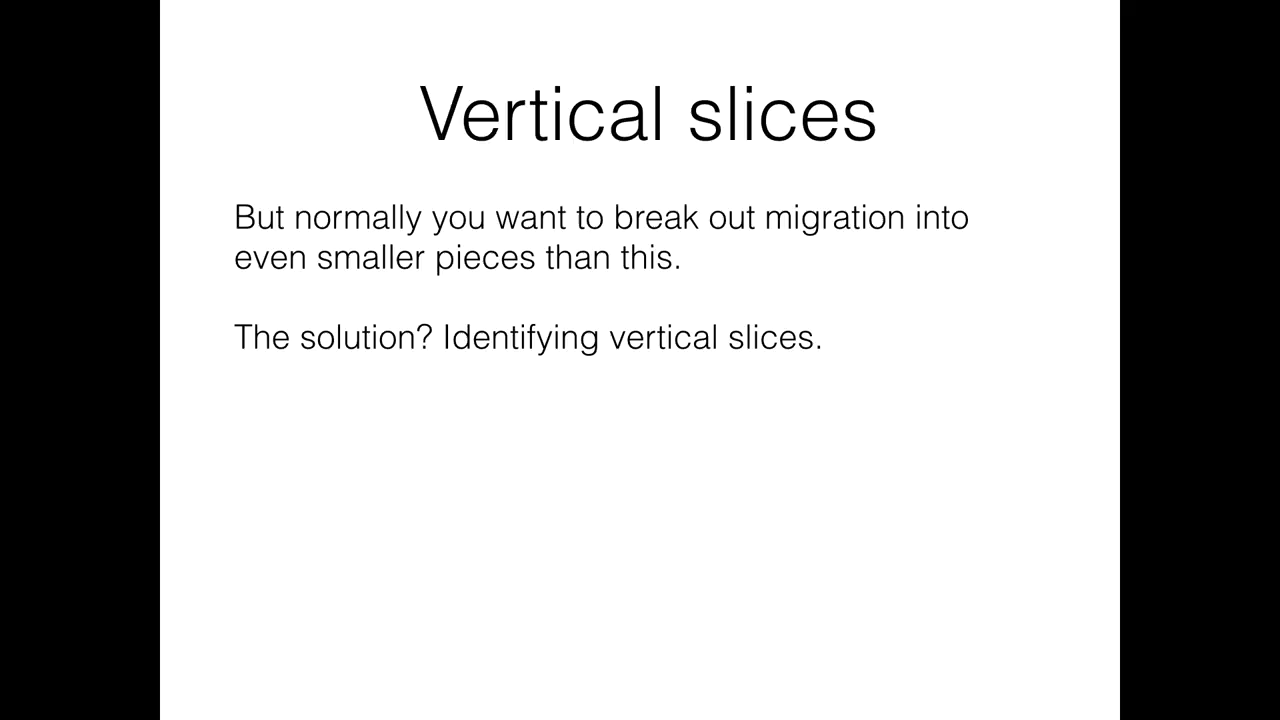 Vertical slices
But normally you want to break out migration into
even smaller pieces than this.
The solution? Identifying vertical slices.